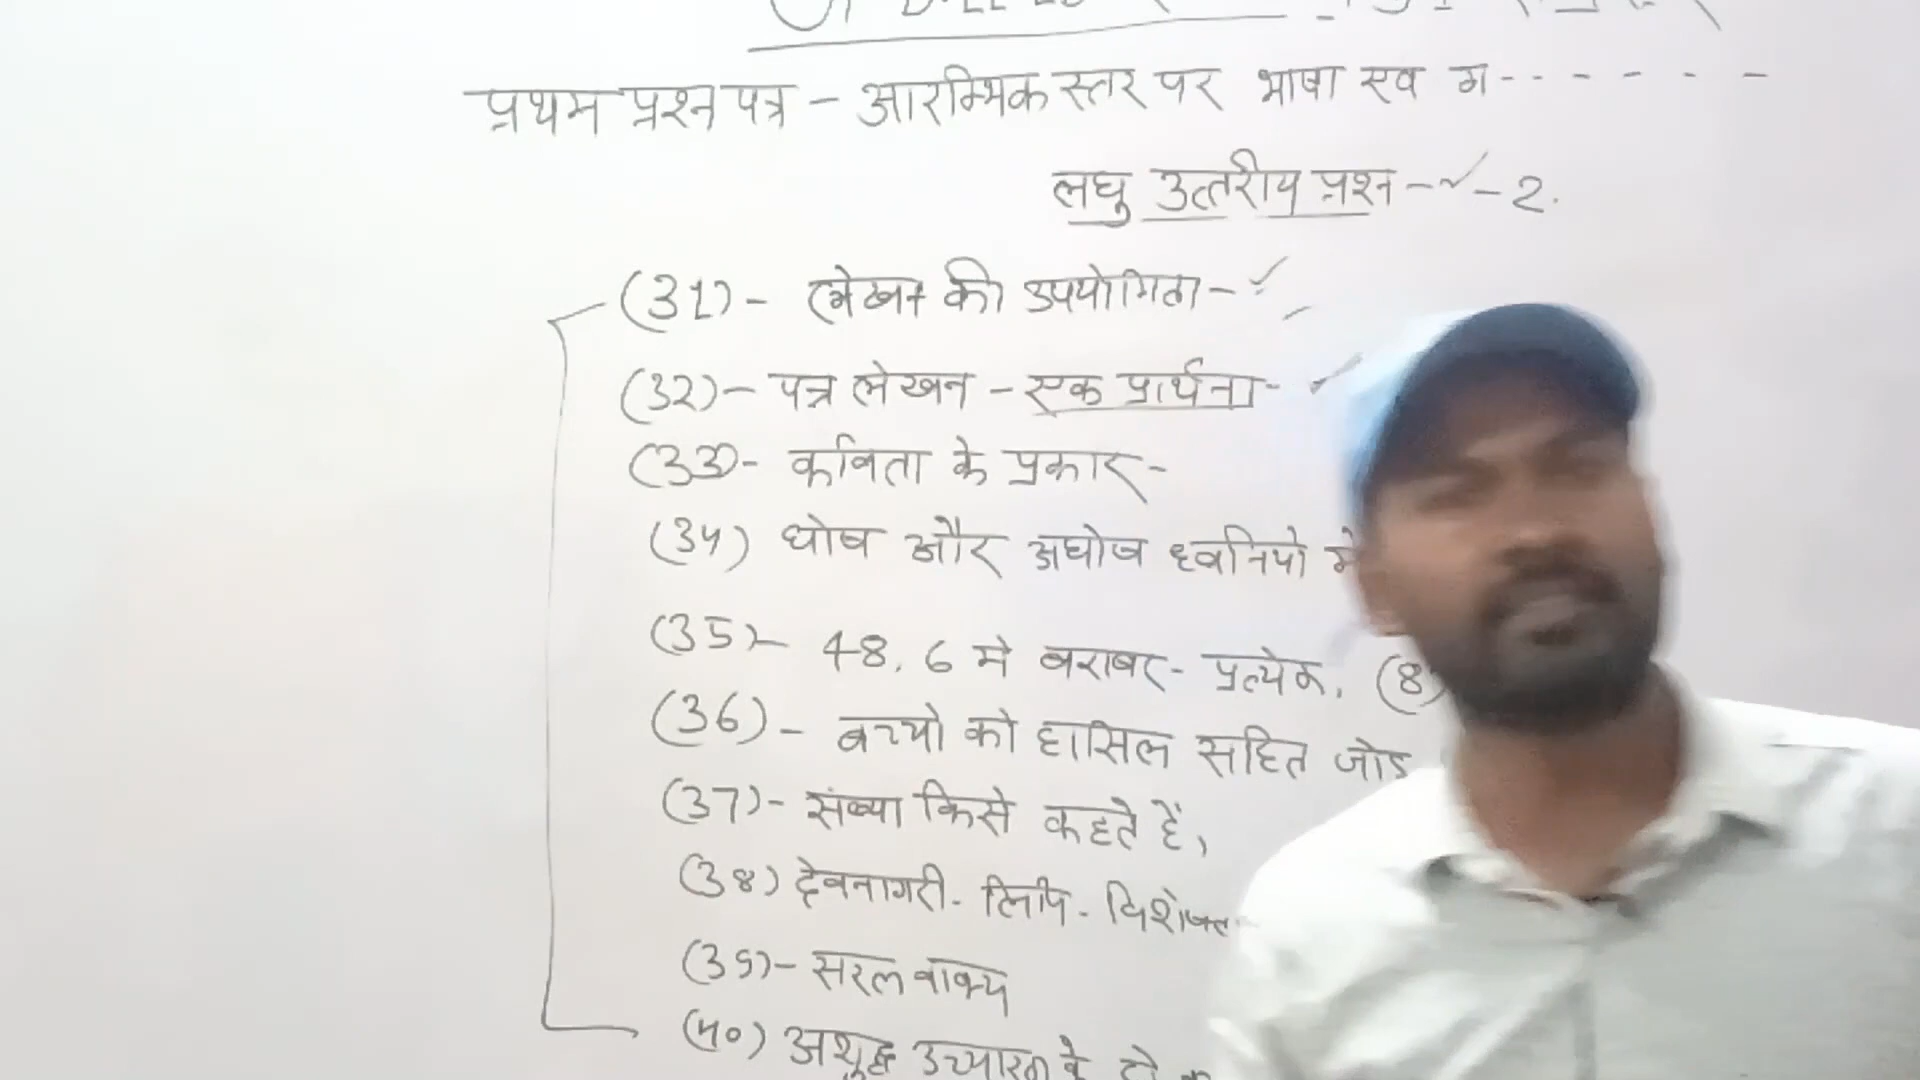 प्रथम प्रश्न पत्र - आरम्भिक स्तर पर भाषा एव ग - - - - - -
लघु उत्तरीय प्रश्न - ✓ - 2.
(31) - लेखन की उपयोगिता - ✓
(32) - पत्र लेखन - एक प्रार्थना - ✓
(33) - कविता के प्रकार -
(34) घोष और अघोष ध्वनियो मे
(35) - 48, 6 मे बराबर - प्रत्येक, (8)
(36) - बच्चो को हासिल सहित जोड
(37) - संख्या किसे कहते हैं,
(38) देवनागरी - लिपि -
(39) - सरल वाक्य
(40) अशुद्ध उच्चारण के दो